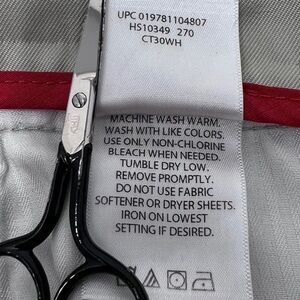 UPC 019781104807
HS10349 270
CT30WH
MACHINE WASH WARM.
WASH WITH LIKE COLORS.
USE ONLY NON-CHLORINE
BLEACH WHEN NEEDED.
TUMBLE DRY LOW.
REMOVE PROMPTLY.
DO NOT USE FABRIC
SOFTENER OR DRYER SHEETS.
IRON ON LOWEST
SETTING IF DESIRED.